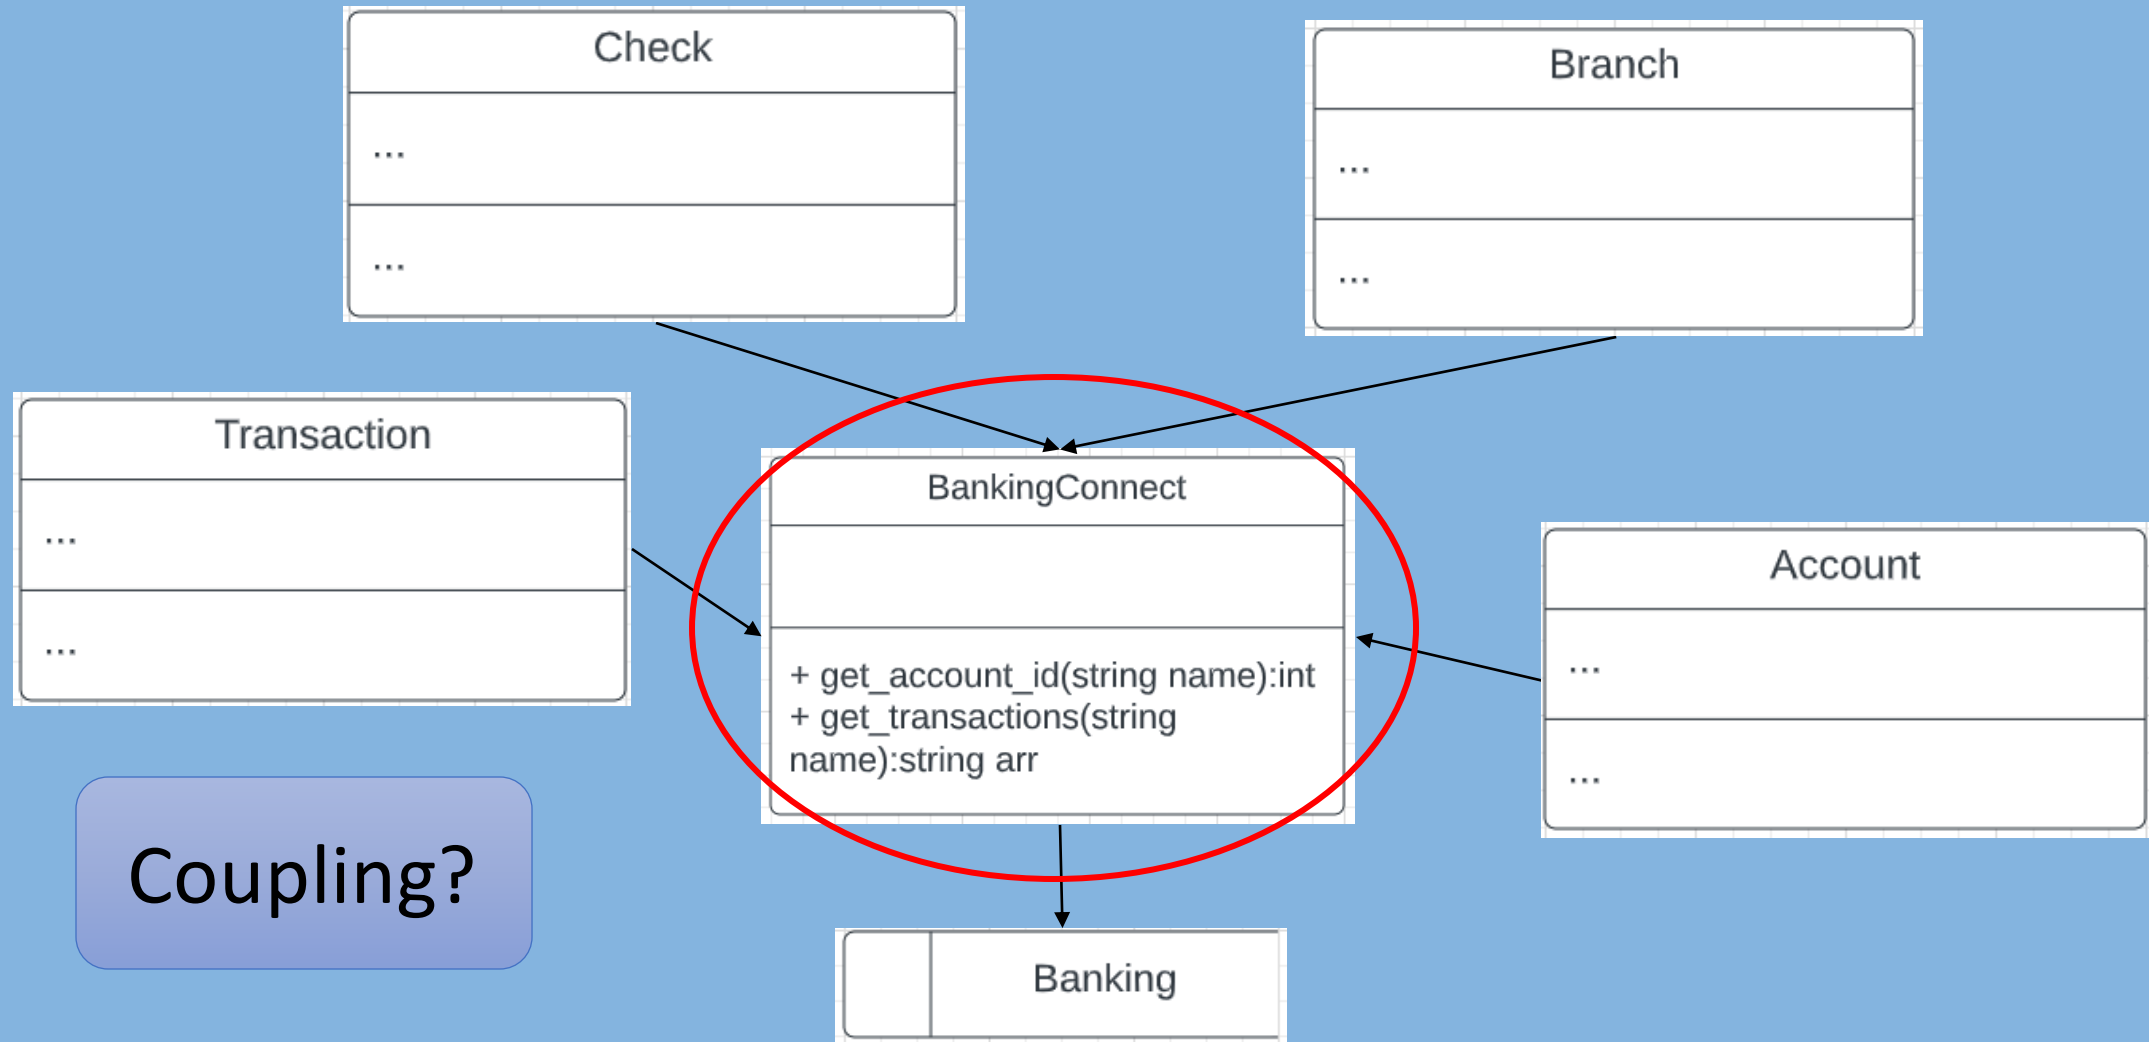 Check
...
...
Branch
...
...
Transaction
...
...
BankingConnect
+ get_account_id(string name):int
+ get_transactions(string
name):string arr
Account
...
...
Coupling?
Banking